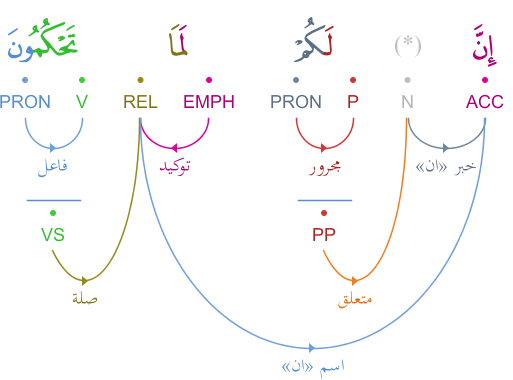 إِنَّ (*) لَكُمْ لَمَا تَحْكُمُونَ
ACC N P PRON EMPH REL V PRON
خبر «ان» مجرور توكيد فاعل
PP VS
متعلق صلة
اسم «ان»